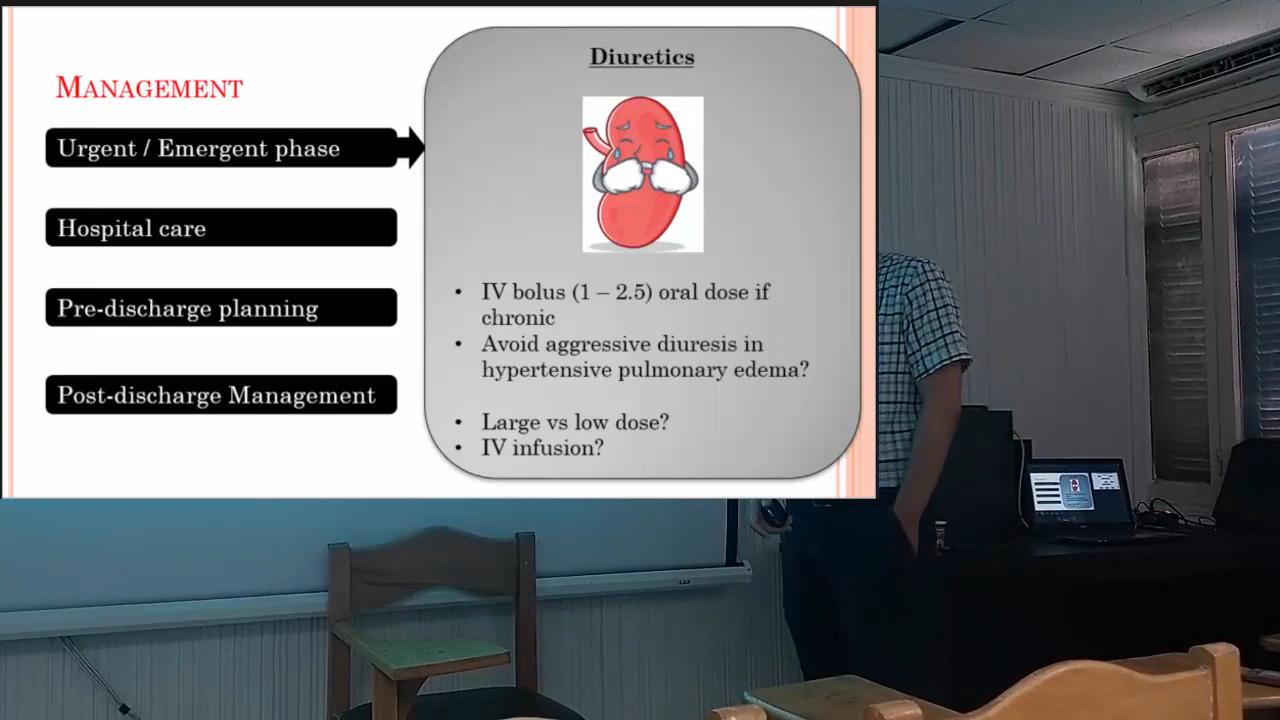 MANAGEMENT
Urgent / Emergent phase
Hospital care
Pre-discharge planning
Post-discharge Management
Diuretics
• IV bolus (1 – 2.5) oral dose if
chronic
• Avoid aggressive diuresis in
hypertensive pulmonary edema?
• Large vs low dose?
• IV infusion?